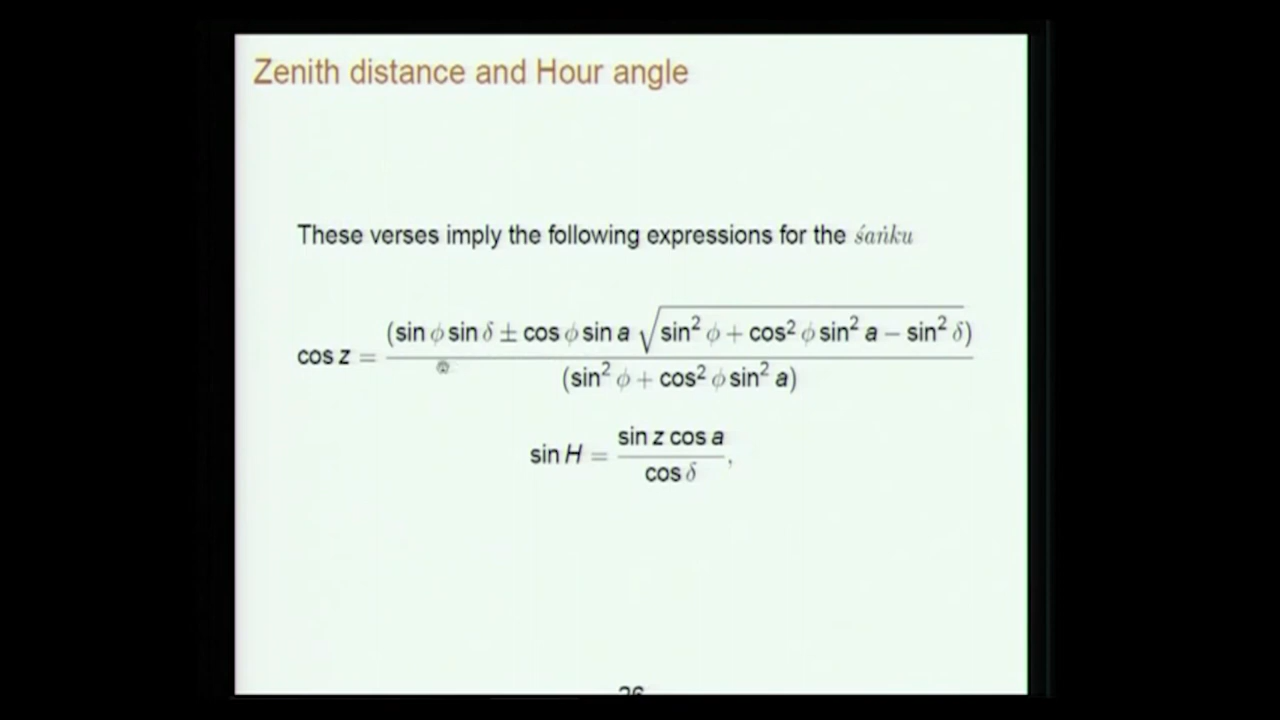 Zenith distance and Hour angle
These verses imply the following expressions for the śaṅku
cos z = (sin ϕ sin δ ± cos ϕ sin a √(sin² ϕ + cos² ϕ sin² a − sin² δ)) / (sin² ϕ + cos² ϕ sin² a)
sin H = sin z cos a / cos δ,